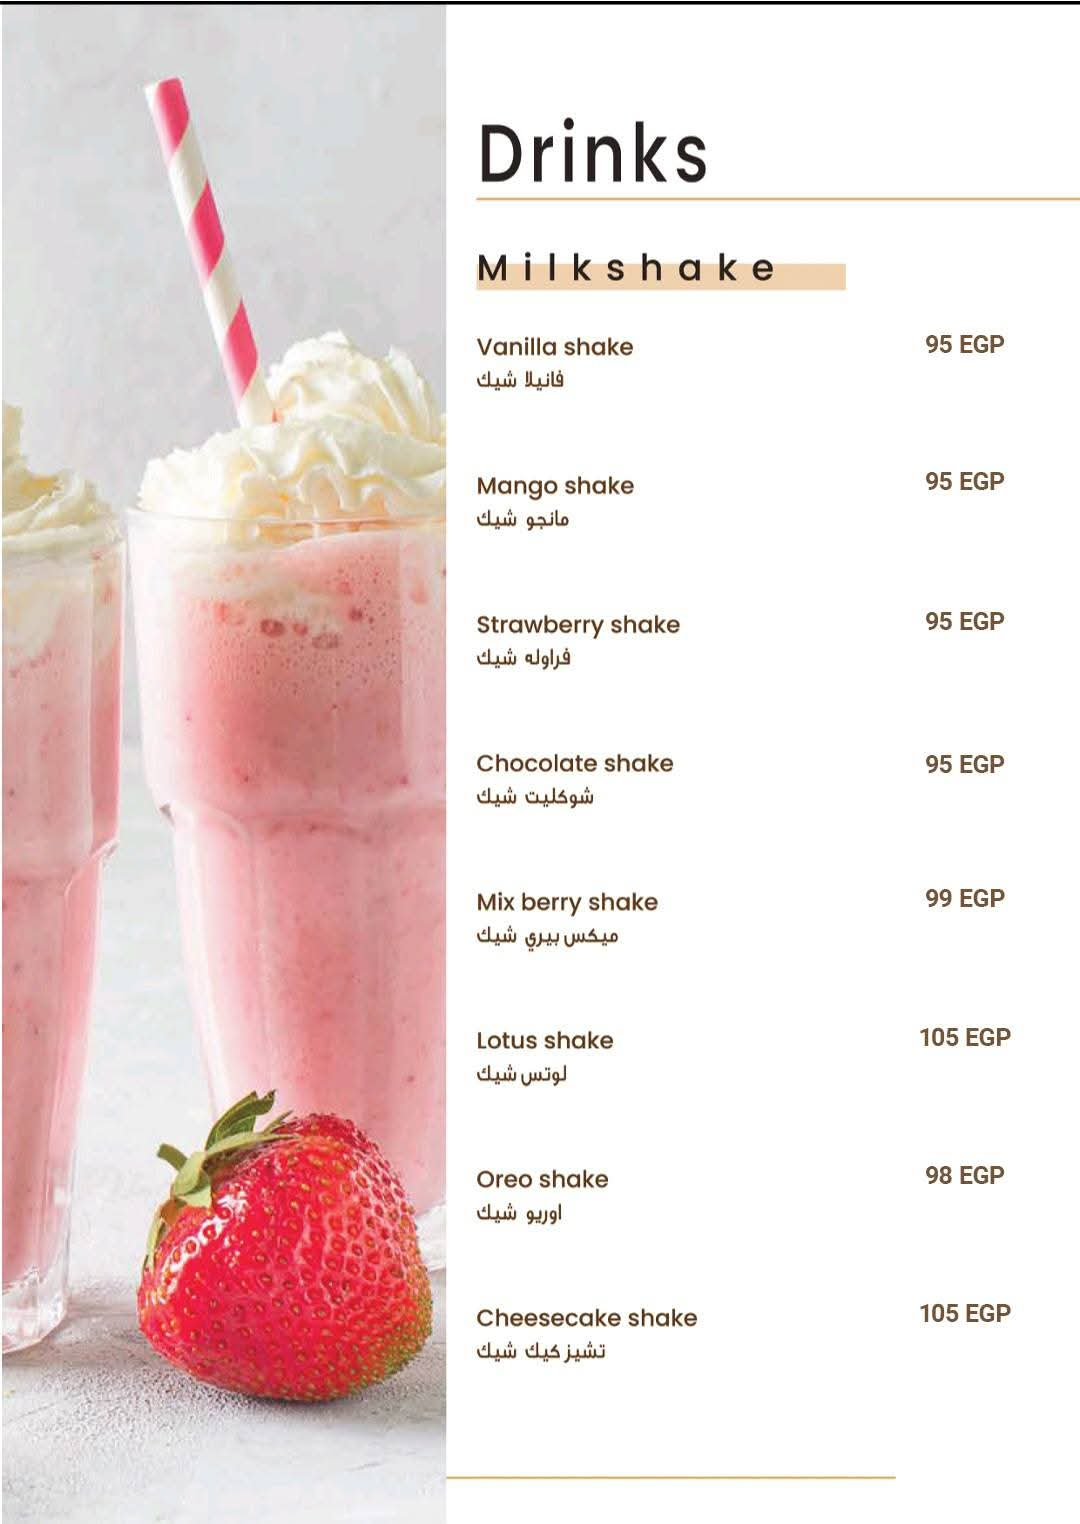 Drinks
Milkshake
Vanilla shake 95 EGP
فانيلا شيك
Mango shake 95 EGP
مانجو شيك
Strawberry shake 95 EGP
فراوله شيك
Chocolate shake 95 EGP
شوكليت شيك
Mix berry shake 99 EGP
ميكس بيري شيك
Lotus shake 105 EGP
لوتس شيك
Oreo shake 98 EGP
اوريو شيك
Cheesecake shake 105 EGP
تشيز كيك شيك